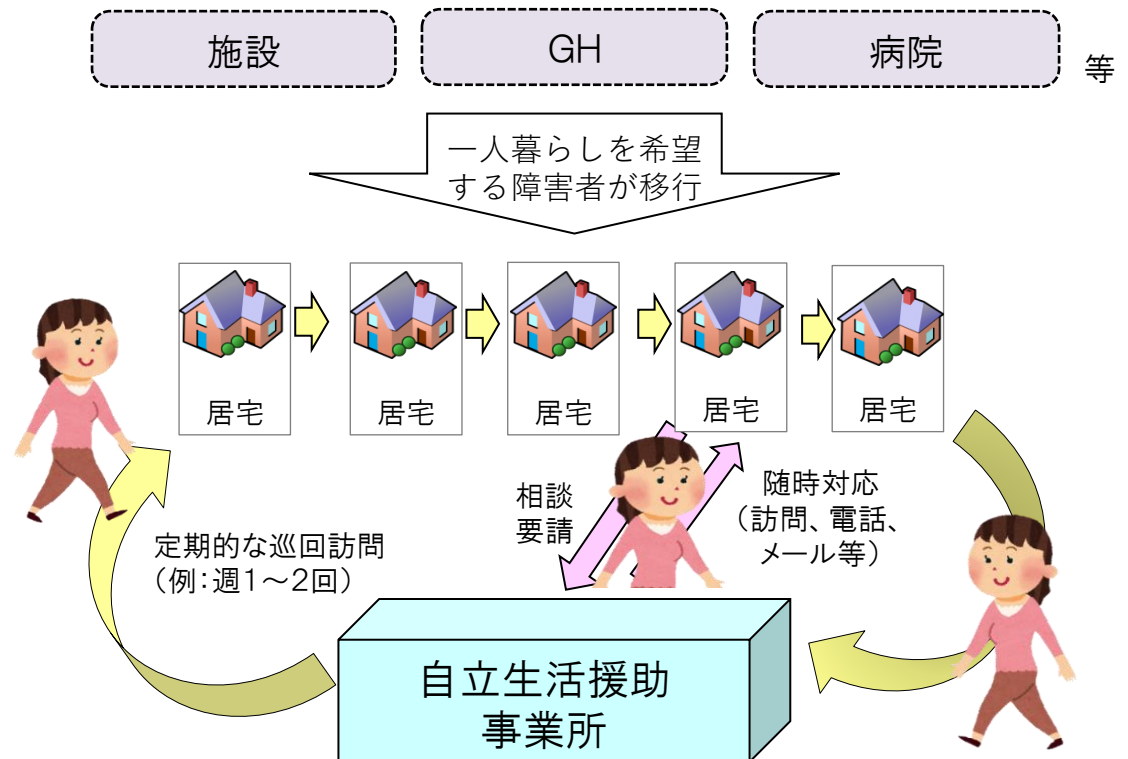 施設
GH
病院
等
一人暮らしを希望
する障害者が移行
居宅
居宅
居宅
居宅
居宅
相談
要請
随時対応
（訪問、電話、
メール等）
定期的な巡回訪問
（例：週1～2回）
自立生活援助
事業所